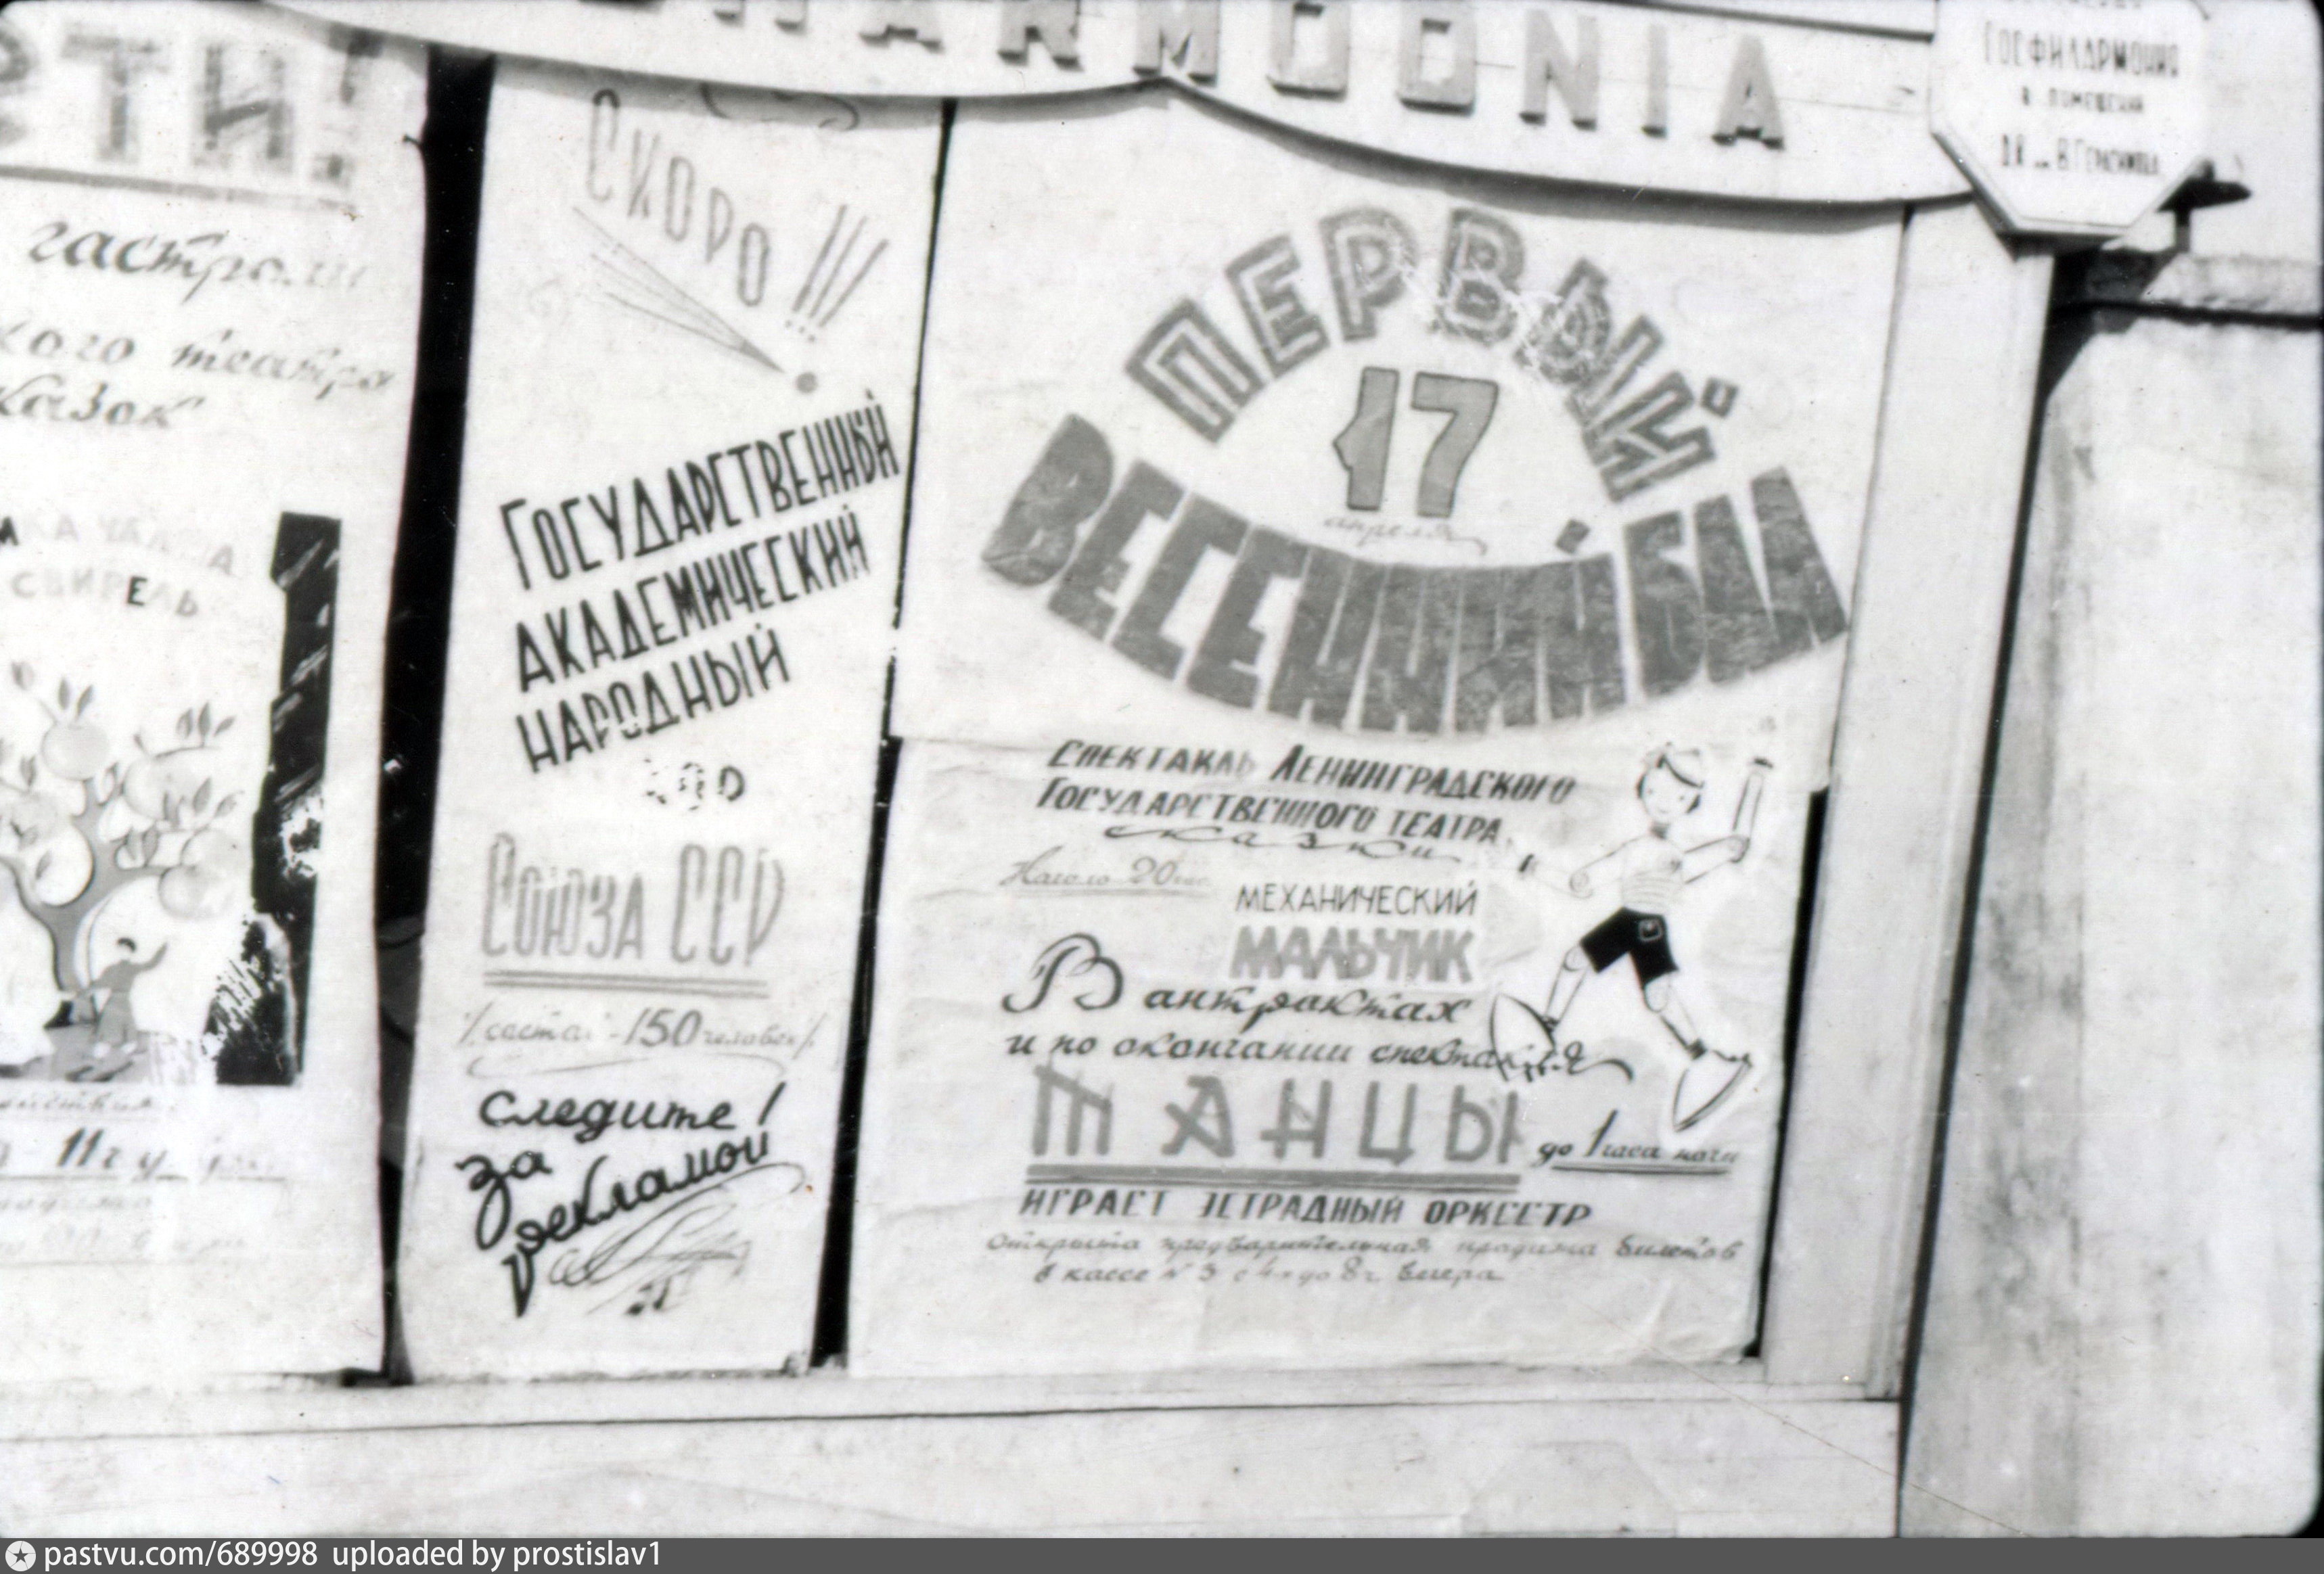 HARMOONIA
ГОСФИЛАРМОНИЯ
В ПОМЕЩЕНИИ
ДК
ТИ!
гастроли
кого театра
казок
СВИРЕЛЬ
11 ч
СКОРО!!!
ГОСУДАРСТВЕННЫЙ
АКАДЕМИЧЕСКИЙ
НАРОДНЫЙ
СОЮЗА ССР
/состав - 150 человек/
следите!
за
рекламой
ПЕРВЫЙ
17
апреля
ВЕСЕННИЙ БАЛ
СПЕКТАКЛЬ ЛЕНИНГРАДСКОГО
ГОСУДАРСТВЕННОГО ТЕАТРА
сказки
Начало 20 час.
МЕХАНИЧЕСКИЙ
МАЛЬЧИК
В антрактах
и по окончании спектакля
ТАНЦЫ до 1 часа ночи
ИГРАЕТ ЭСТРАДНЫЙ ОРКЕСТР
Открыта предварительная продажа билетов
в кассе № 3 с 4 до 8 ч. вечера
pastvu.com/689998 uploaded by prostislav1